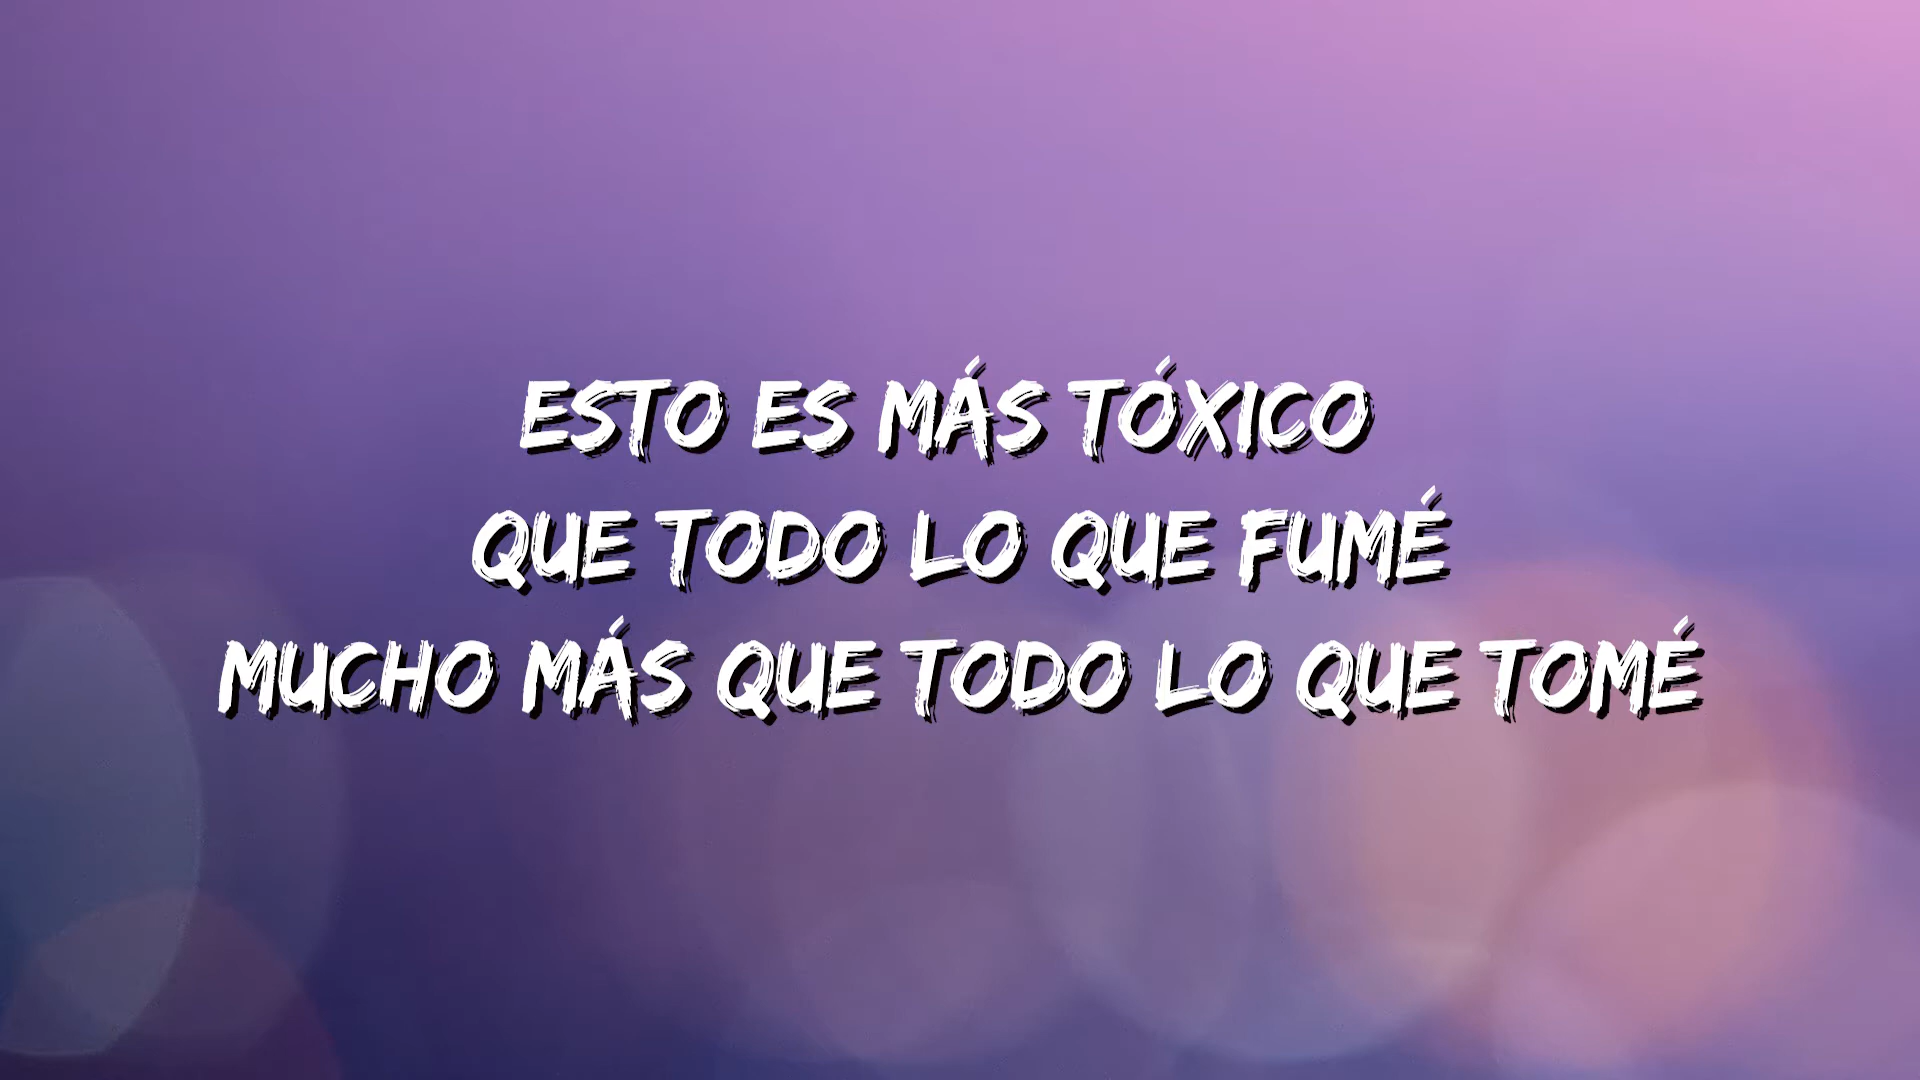 ESTO ES MÁS TÓXICO
QUE TODO LO QUE FUMÉ
MUCHO MÁS QUE TODO LO QUE TOMÉ